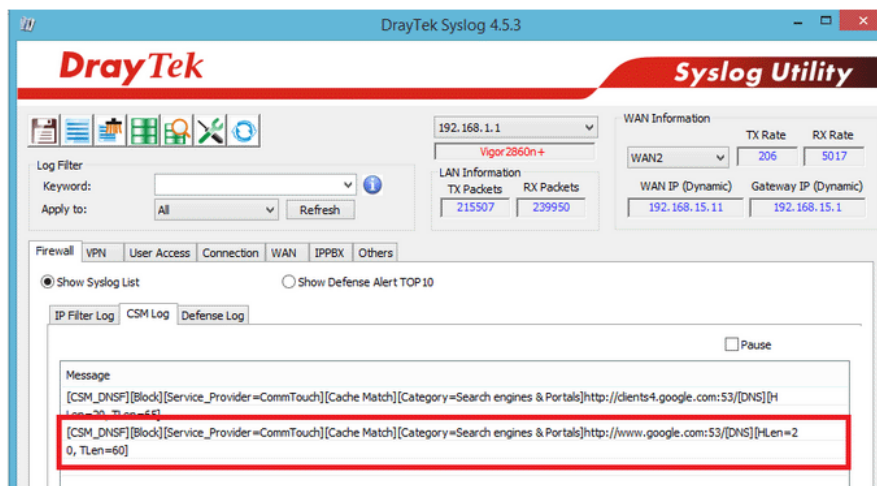 DrayTek Syslog 4.5.3
DrayTek
Syslog Utility
192.168.1.1
Vigor2860n+
WAN Information
TX Rate RX Rate
WAN2 206 5017
WAN IP (Dynamic) Gateway IP (Dynamic)
192.168.15.11 192.168.15.1
LAN Information
TX Packets RX Packets
215507 239950
Log Filter
Keyword:
Apply to: All Refresh
Firewall VPN User Access Connection WAN IPPBX Others
Show Syslog List Show Defense Alert TOP10
IP Filter Log CSM Log Defense Log
Pause
Message
[CSM_DNSF][Block][Service_Provider=CommTouch][Cache Match][Category=Search engines & Portals]http://clients4.google.com:53/[DNS][H
Len=20, TLen=65]
[CSM_DNSF][Block][Service_Provider=CommTouch][Cache Match][Category=Search engines & Portals]http://www.google.com:53/[DNS][HLen=2
0, TLen=60]